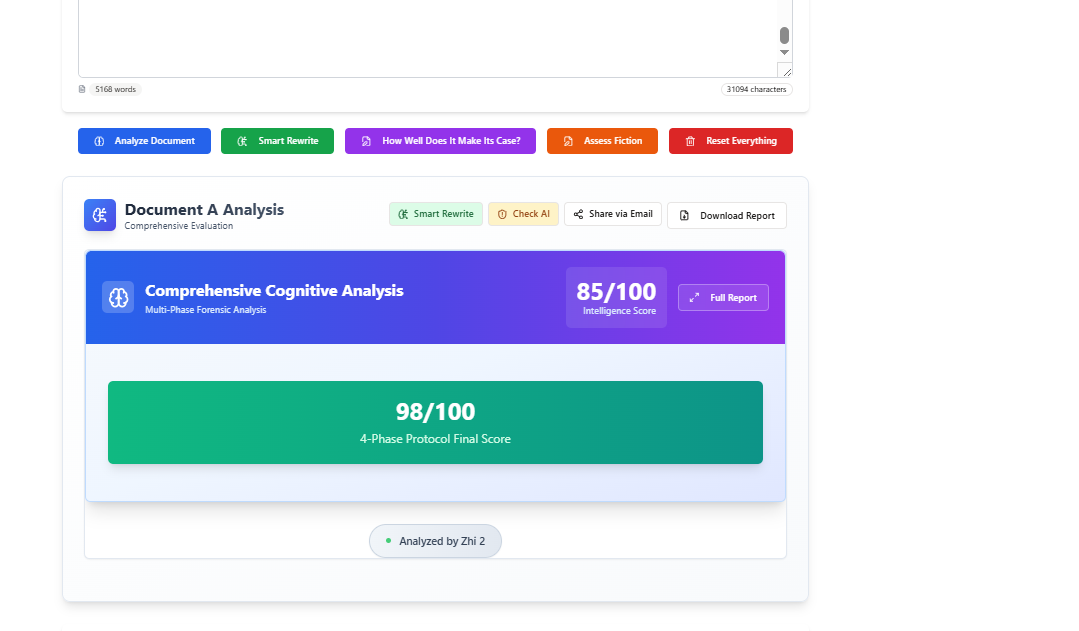 5168 words
31094 characters
Analyze Document
Smart Rewrite
How Well Does It Make Its Case?
Assess Fiction
Reset Everything
Document A Analysis
Comprehensive Evaluation
Smart Rewrite
Check AI
Share via Email
Download Report
Comprehensive Cognitive Analysis
Multi-Phase Forensic Analysis
85/100
Intelligence Score
Full Report
98/100
4-Phase Protocol Final Score
Analyzed by Zhi 2